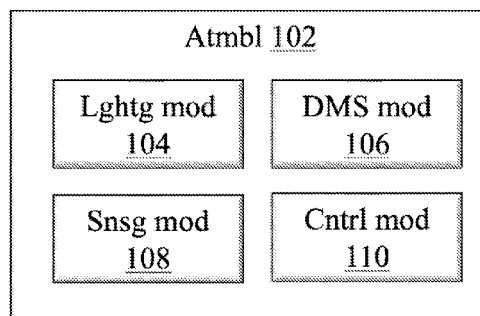 Atmbl 102
Lghtg mod
104
DMS mod
106
Snsg mod
108
Cntrl mod
110